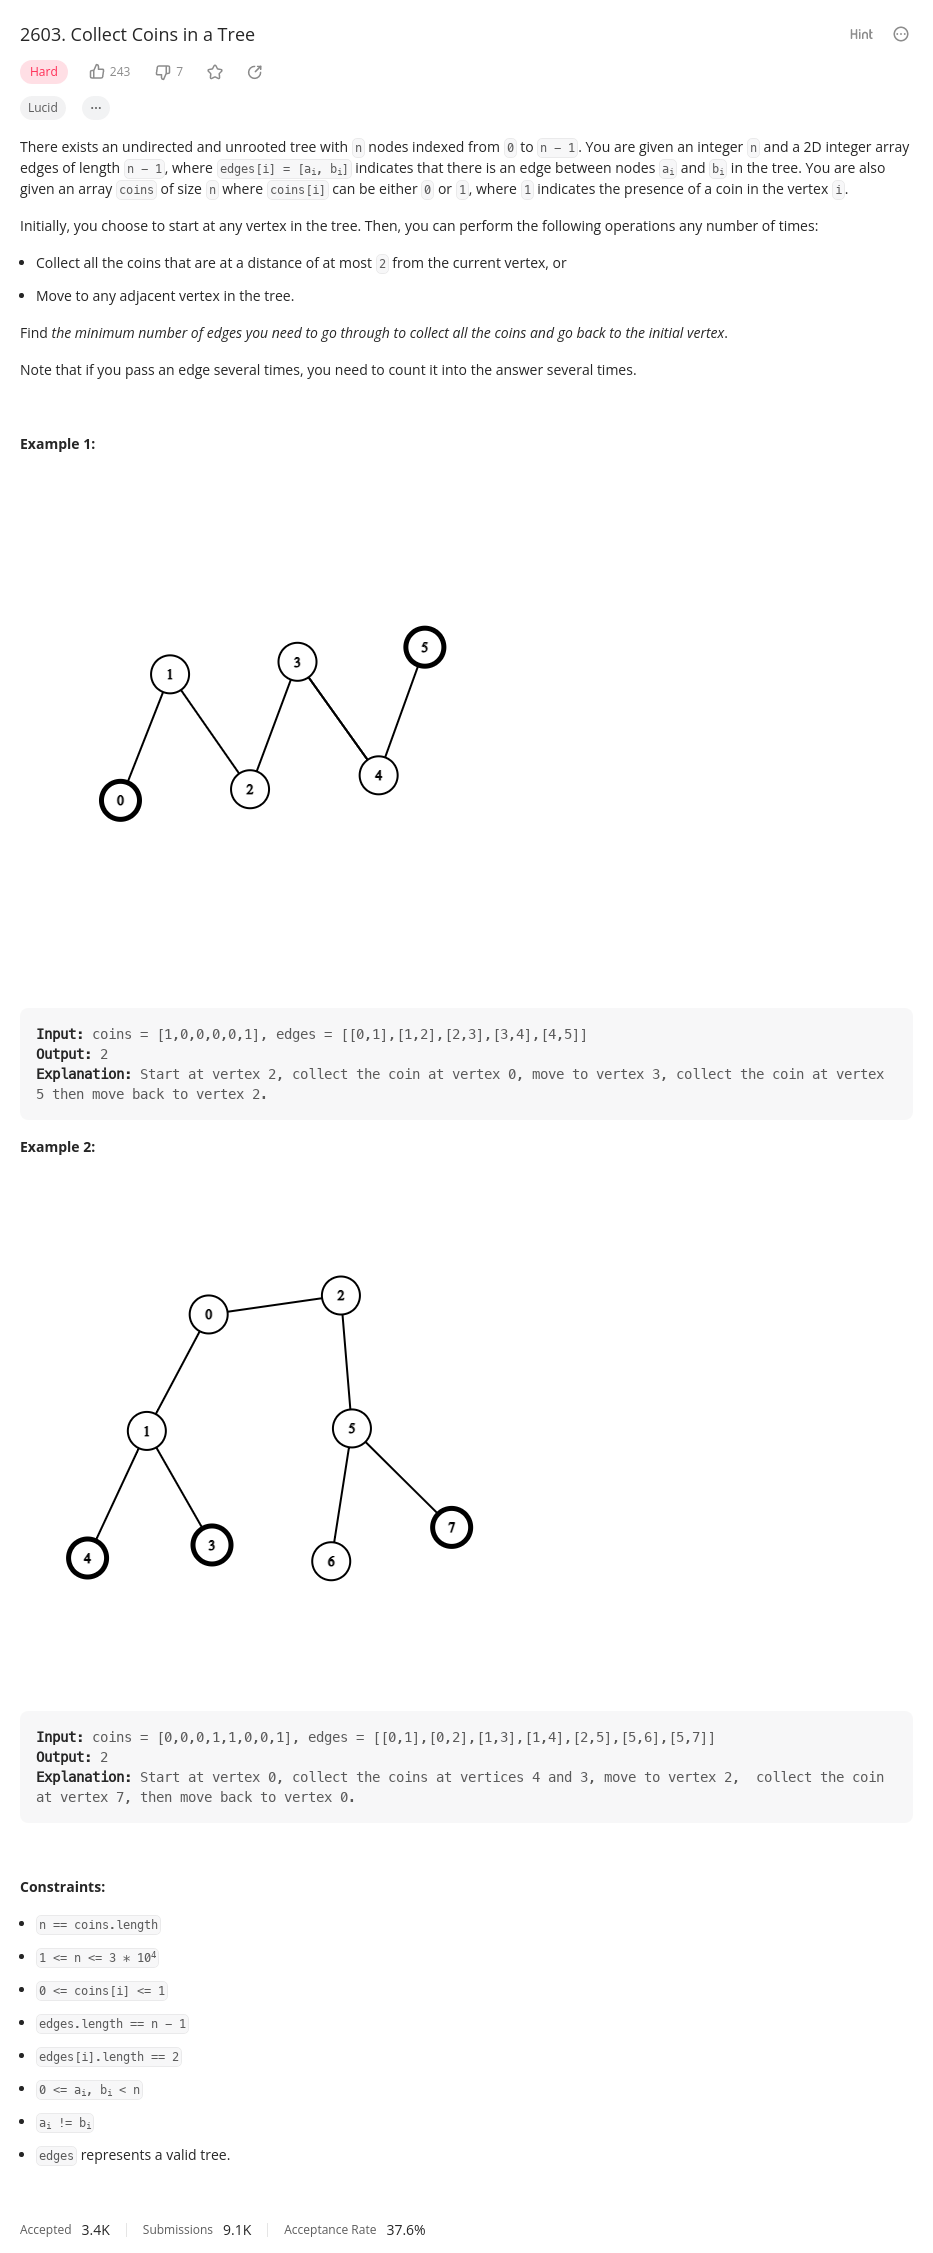 2603. Collect Coins in a Tree
Hint
Hard 243 7
Lucid ...
There exists an undirected and unrooted tree with n nodes indexed from 0 to n - 1. You are given an integer n and a 2D integer array
edges of length n - 1, where edges[i] = [ai, bi] indicates that there is an edge between nodes ai and bi in the tree. You are also
given an array coins of size n where coins[i] can be either 0 or 1, where 1 indicates the presence of a coin in the vertex i.
Initially, you choose to start at any vertex in the tree. Then, you can perform the following operations any number of times:
• Collect all the coins that are at a distance of at most 2 from the current vertex, or
• Move to any adjacent vertex in the tree.
Find the minimum number of edges you need to go through to collect all the coins and go back to the initial vertex.
Note that if you pass an edge several times, you need to count it into the answer several times.
Example 1:
5
3
1
4
2
0
Input: coins = [1,0,0,0,0,1], edges = [[0,1],[1,2],[2,3],[3,4],[4,5]]
Output: 2
Explanation: Start at vertex 2, collect the coin at vertex 0, move to vertex 3, collect the coin at vertex
5 then move back to vertex 2.
Example 2:
2
0
5
1
7
3
4
6
Input: coins = [0,0,0,1,1,0,0,1], edges = [[0,1],[0,2],[1,3],[1,4],[2,5],[5,6],[5,7]]
Output: 2
Explanation: Start at vertex 0, collect the coins at vertices 4 and 3, move to vertex 2,  collect the coin
at vertex 7, then move back to vertex 0.
Constraints:
• n == coins.length
• 1 <= n <= 3 * 10⁴
• 0 <= coins[i] <= 1
• edges.length == n - 1
• edges[i].length == 2
• 0 <= ai, bi < n
• ai != bi
• edges represents a valid tree.
Accepted 3.4K Submissions 9.1K Acceptance Rate 37.6%